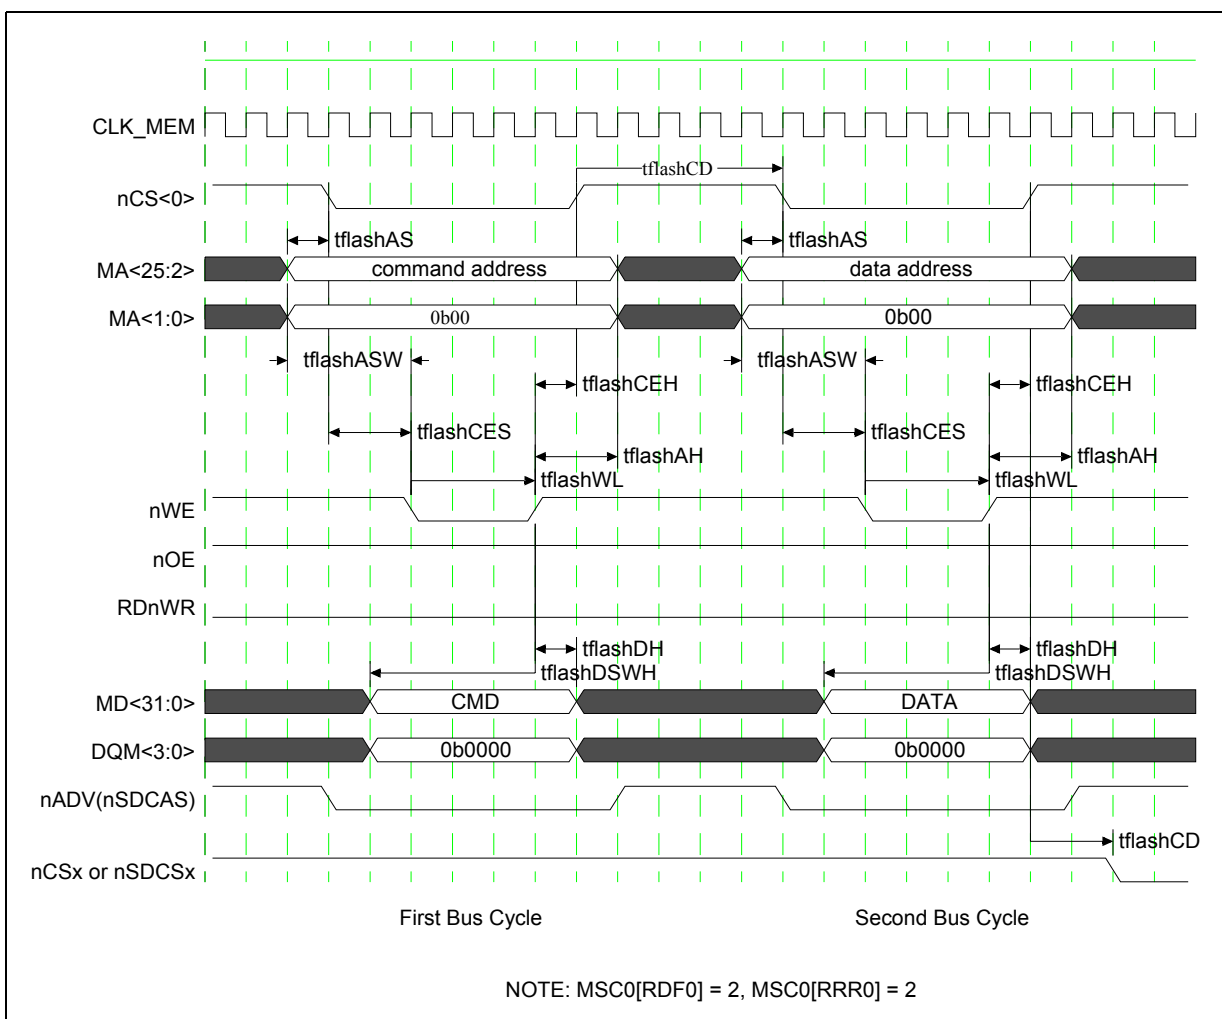 CLK_MEM
tflashCD
nCS<0>
tflashAS tflashAS
MA<25:2> command address data address
MA<1:0> 0b00 0b00
tflashASW tflashASW
tflashCEH tflashCEH
tflashCES tflashCES
tflashAH tflashAH
tflashWL tflashWL
nWE
nOE
RDnWR
tflashDH tflashDH
tflashDSWH tflashDSWH
MD<31:0> CMD DATA
DQM<3:0> 0b0000 0b0000
nADV(nSDCAS)
tflashCD
nCSx or nSDCSx
First Bus Cycle Second Bus Cycle
NOTE: MSC0[RDF0] = 2, MSC0[RRR0] = 2